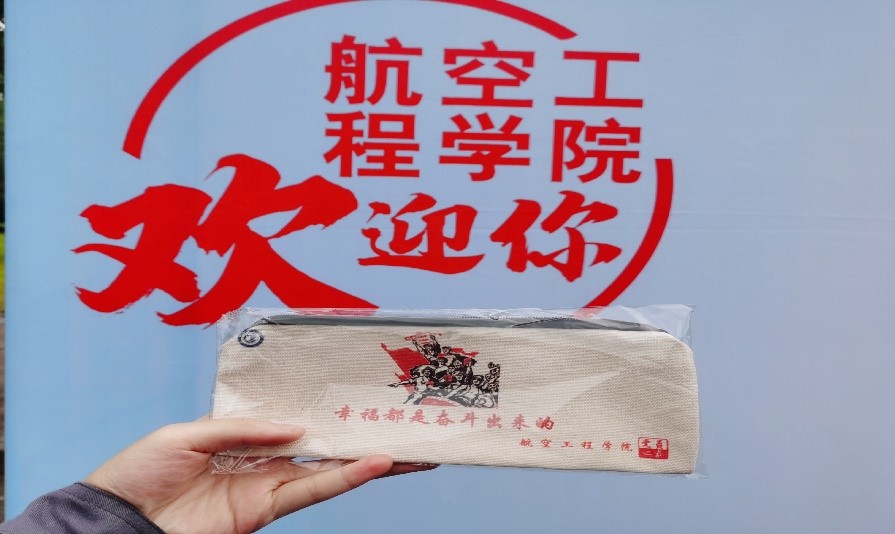 航空工
程学院
欢迎你
幸福都是奋斗出来的
航空工程学院